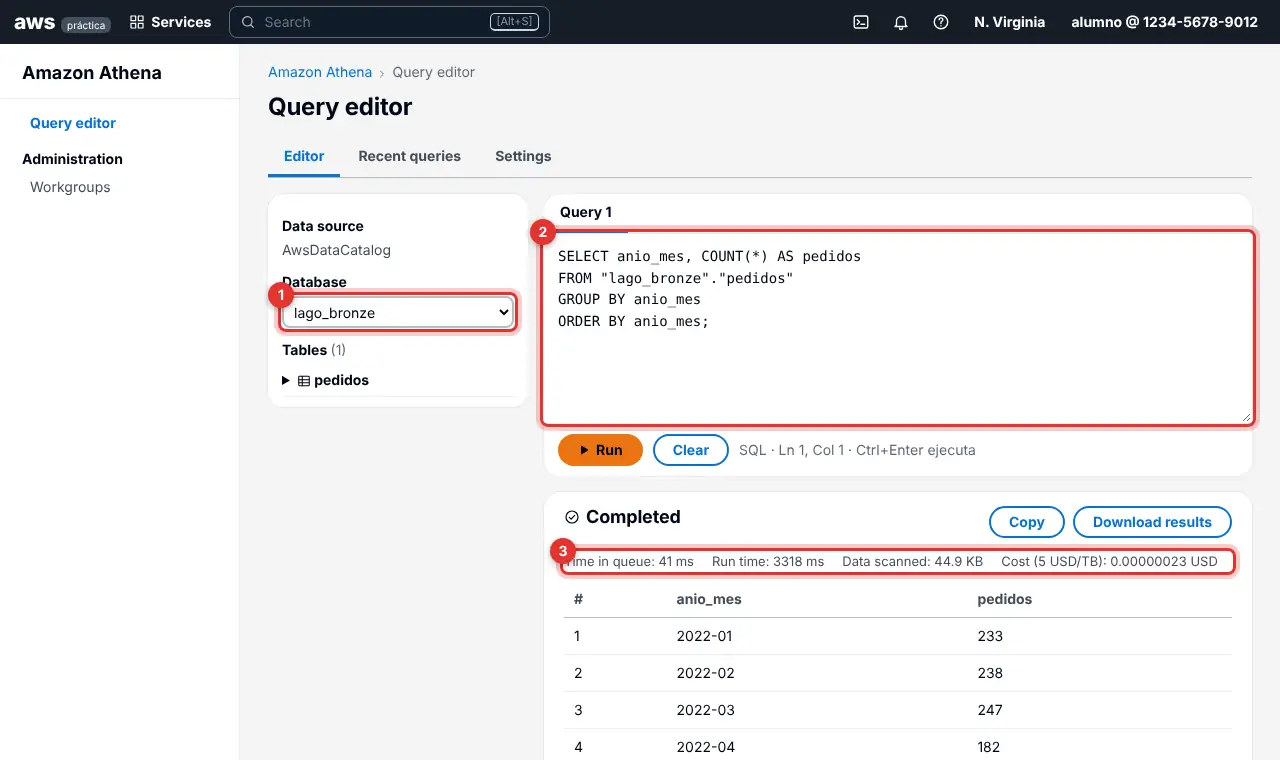 aws práctica Services Search [Alt+S] N. Virginia alumno @ 1234-5678-9012
Amazon Athena
Query editor
Administration
Workgroups
Amazon Athena › Query editor
Query editor
Editor Recent queries Settings
Data source
AwsDataCatalog
Database
1
lago_bronze
Tables (1)
pedidos
Query 1
2
SELECT anio_mes, COUNT(*) AS pedidos
FROM "lago_bronze"."pedidos"
GROUP BY anio_mes
ORDER BY anio_mes;
Run Clear SQL · Ln 1, Col 1 · Ctrl+Enter ejecuta
Completed Copy Download results
3
Time in queue: 41 ms Run time: 3318 ms Data scanned: 44.9 KB Cost (5 USD/TB): 0.00000023 USD
# anio_mes pedidos
1 2022-01 233
2 2022-02 238
3 2022-03 247
4 2022-04 182